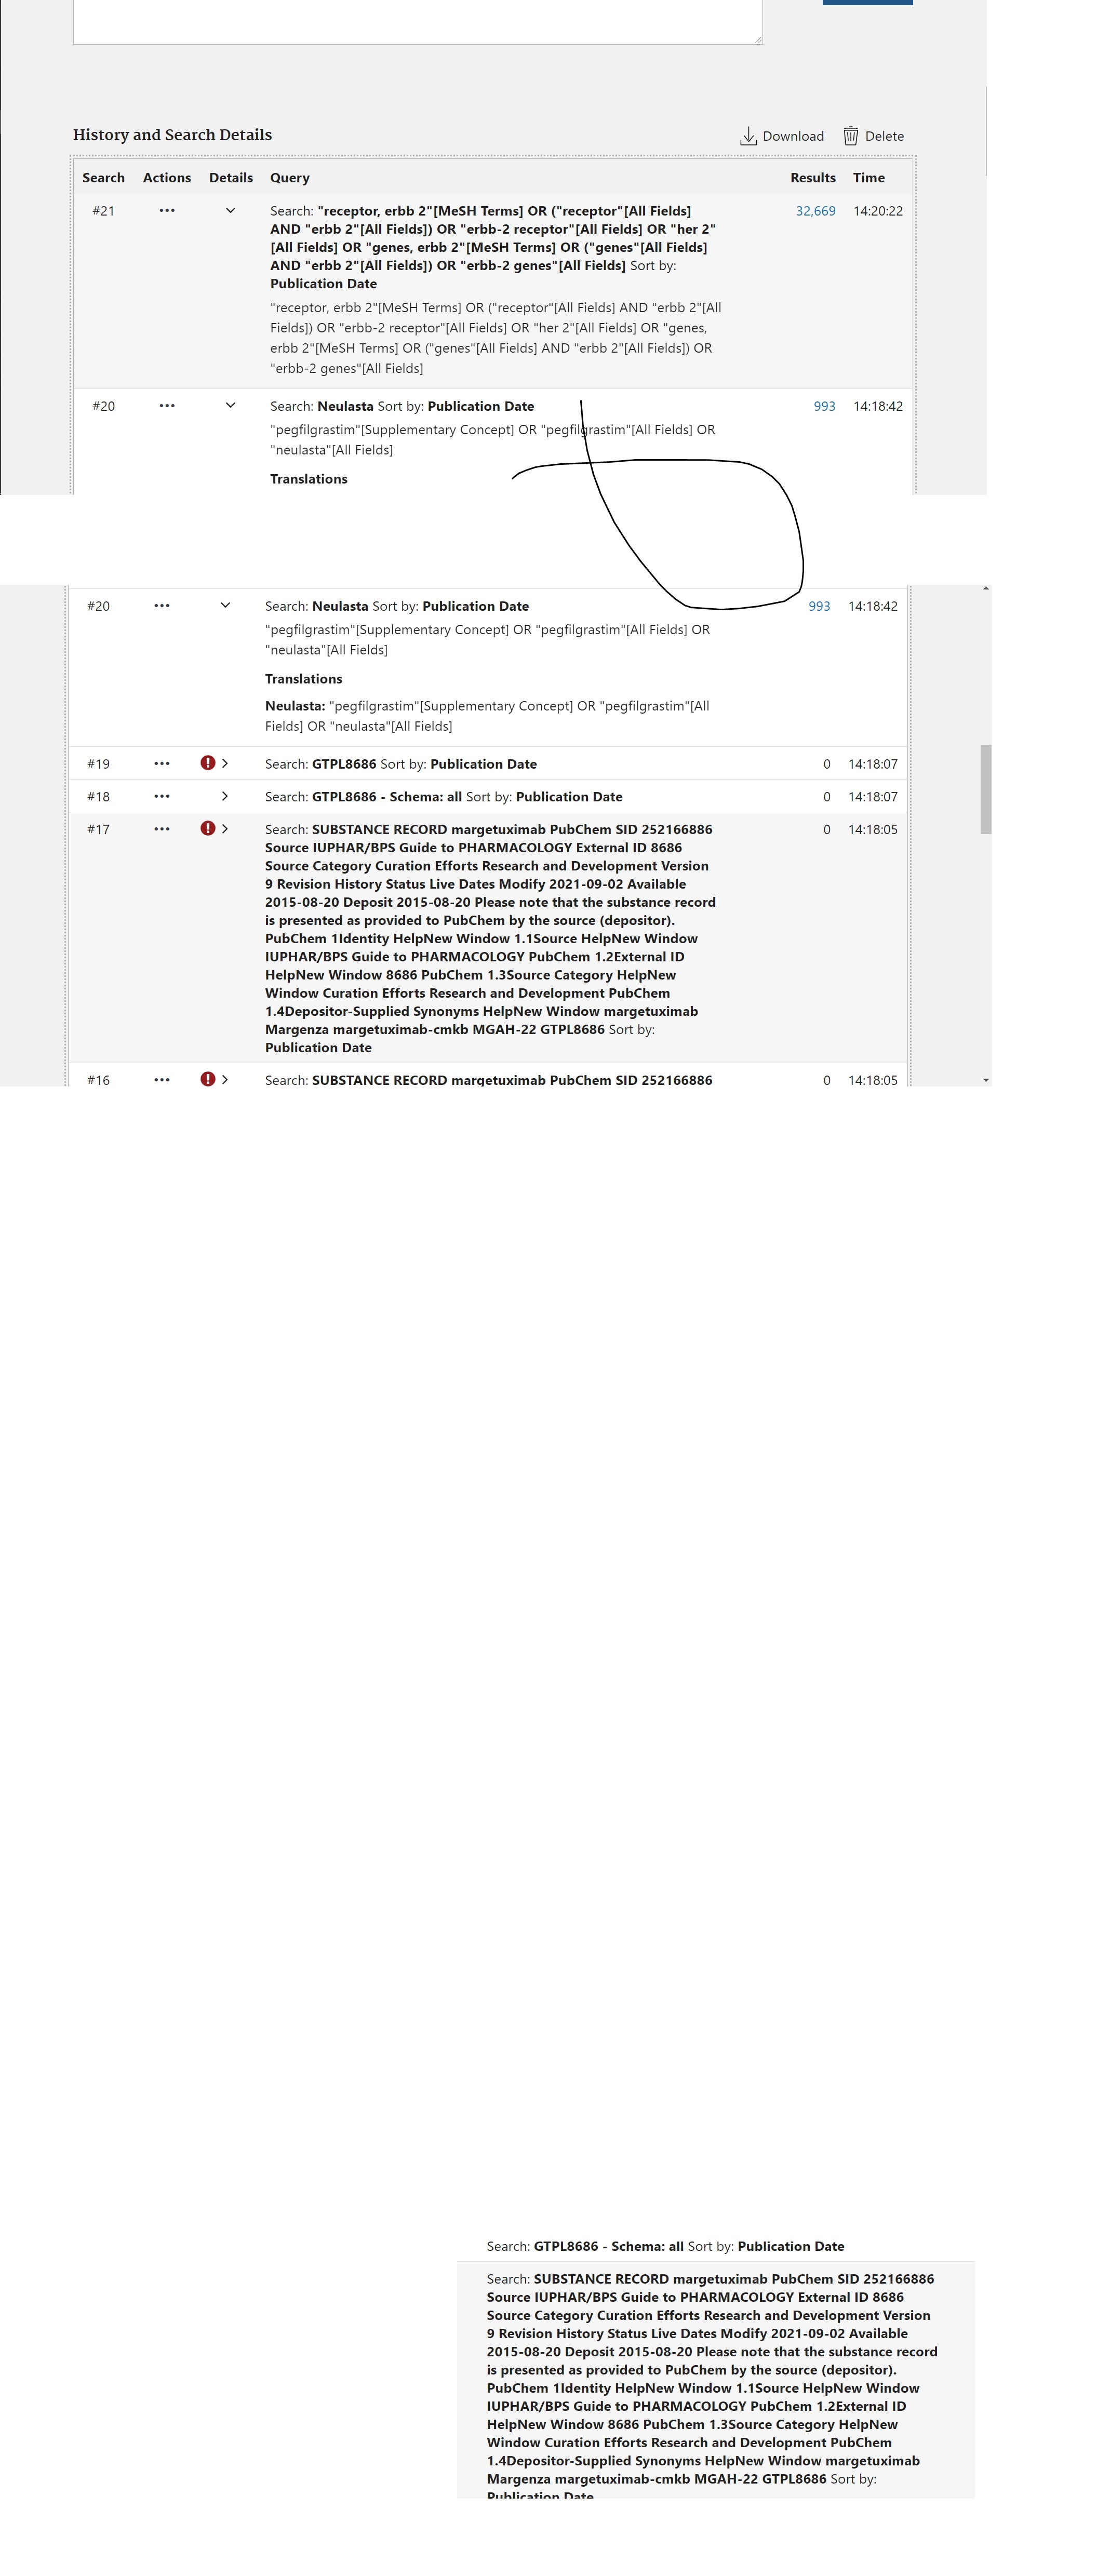 History and Search Details
Download Delete
Search Actions Details Query Results Time
#21 Search: "receptor, erbb 2"[MeSH Terms] OR ("receptor"[All Fields] 32,669 14:20:22
AND "erbb 2"[All Fields]) OR "erbb-2 receptor"[All Fields] OR "her 2"
[All Fields] OR "genes, erbb 2"[MeSH Terms] OR ("genes"[All Fields]
AND "erbb 2"[All Fields]) OR "erbb-2 genes"[All Fields] Sort by:
Publication Date
"receptor, erbb 2"[MeSH Terms] OR ("receptor"[All Fields] AND "erbb 2"[All
Fields]) OR "erbb-2 receptor"[All Fields] OR "her 2"[All Fields] OR "genes,
erbb 2"[MeSH Terms] OR ("genes"[All Fields] AND "erbb 2"[All Fields]) OR
"erbb-2 genes"[All Fields]
#20 Search: Neulasta Sort by: Publication Date 993 14:18:42
"pegfilgrastim"[Supplementary Concept] OR "pegfilgrastim"[All Fields] OR
"neulasta"[All Fields]
Translations
#20 Search: Neulasta Sort by: Publication Date 993 14:18:42
"pegfilgrastim"[Supplementary Concept] OR "pegfilgrastim"[All Fields] OR
"neulasta"[All Fields]
Translations
Neulasta: "pegfilgrastim"[Supplementary Concept] OR "pegfilgrastim"[All
Fields] OR "neulasta"[All Fields]
#19 Search: GTPL8686 Sort by: Publication Date 0 14:18:07
#18 Search: GTPL8686 - Schema: all Sort by: Publication Date 0 14:18:07
#17 Search: SUBSTANCE RECORD margetuximab PubChem SID 252166886 0 14:18:05
Source IUPHAR/BPS Guide to PHARMACOLOGY External ID 8686
Source Category Curation Efforts Research and Development Version
9 Revision History Status Live Dates Modify 2021-09-02 Available
2015-08-20 Deposit 2015-08-20 Please note that the substance record
is presented as provided to PubChem by the source (depositor).
PubChem 1Identity HelpNew Window 1.1Source HelpNew Window
IUPHAR/BPS Guide to PHARMACOLOGY PubChem 1.2External ID
HelpNew Window 8686 PubChem 1.3Source Category HelpNew
Window Curation Efforts Research and Development PubChem
1.4Depositor-Supplied Synonyms HelpNew Window margetuximab
Margenza margetuximab-cmkb MGAH-22 GTPL8686 Sort by:
Publication Date
#16 Search: SUBSTANCE RECORD margetuximab PubChem SID 252166886 0 14:18:05
Search: GTPL8686 - Schema: all Sort by: Publication Date
Search: SUBSTANCE RECORD margetuximab PubChem SID 252166886
Source IUPHAR/BPS Guide to PHARMACOLOGY External ID 8686
Source Category Curation Efforts Research and Development Version
9 Revision History Status Live Dates Modify 2021-09-02 Available
2015-08-20 Deposit 2015-08-20 Please note that the substance record
is presented as provided to PubChem by the source (depositor).
PubChem 1Identity HelpNew Window 1.1Source HelpNew Window
IUPHAR/BPS Guide to PHARMACOLOGY PubChem 1.2External ID
HelpNew Window 8686 PubChem 1.3Source Category HelpNew
Window Curation Efforts Research and Development PubChem
1.4Depositor-Supplied Synonyms HelpNew Window margetuximab
Margenza margetuximab-cmkb MGAH-22 GTPL8686 Sort by:
Publication Date